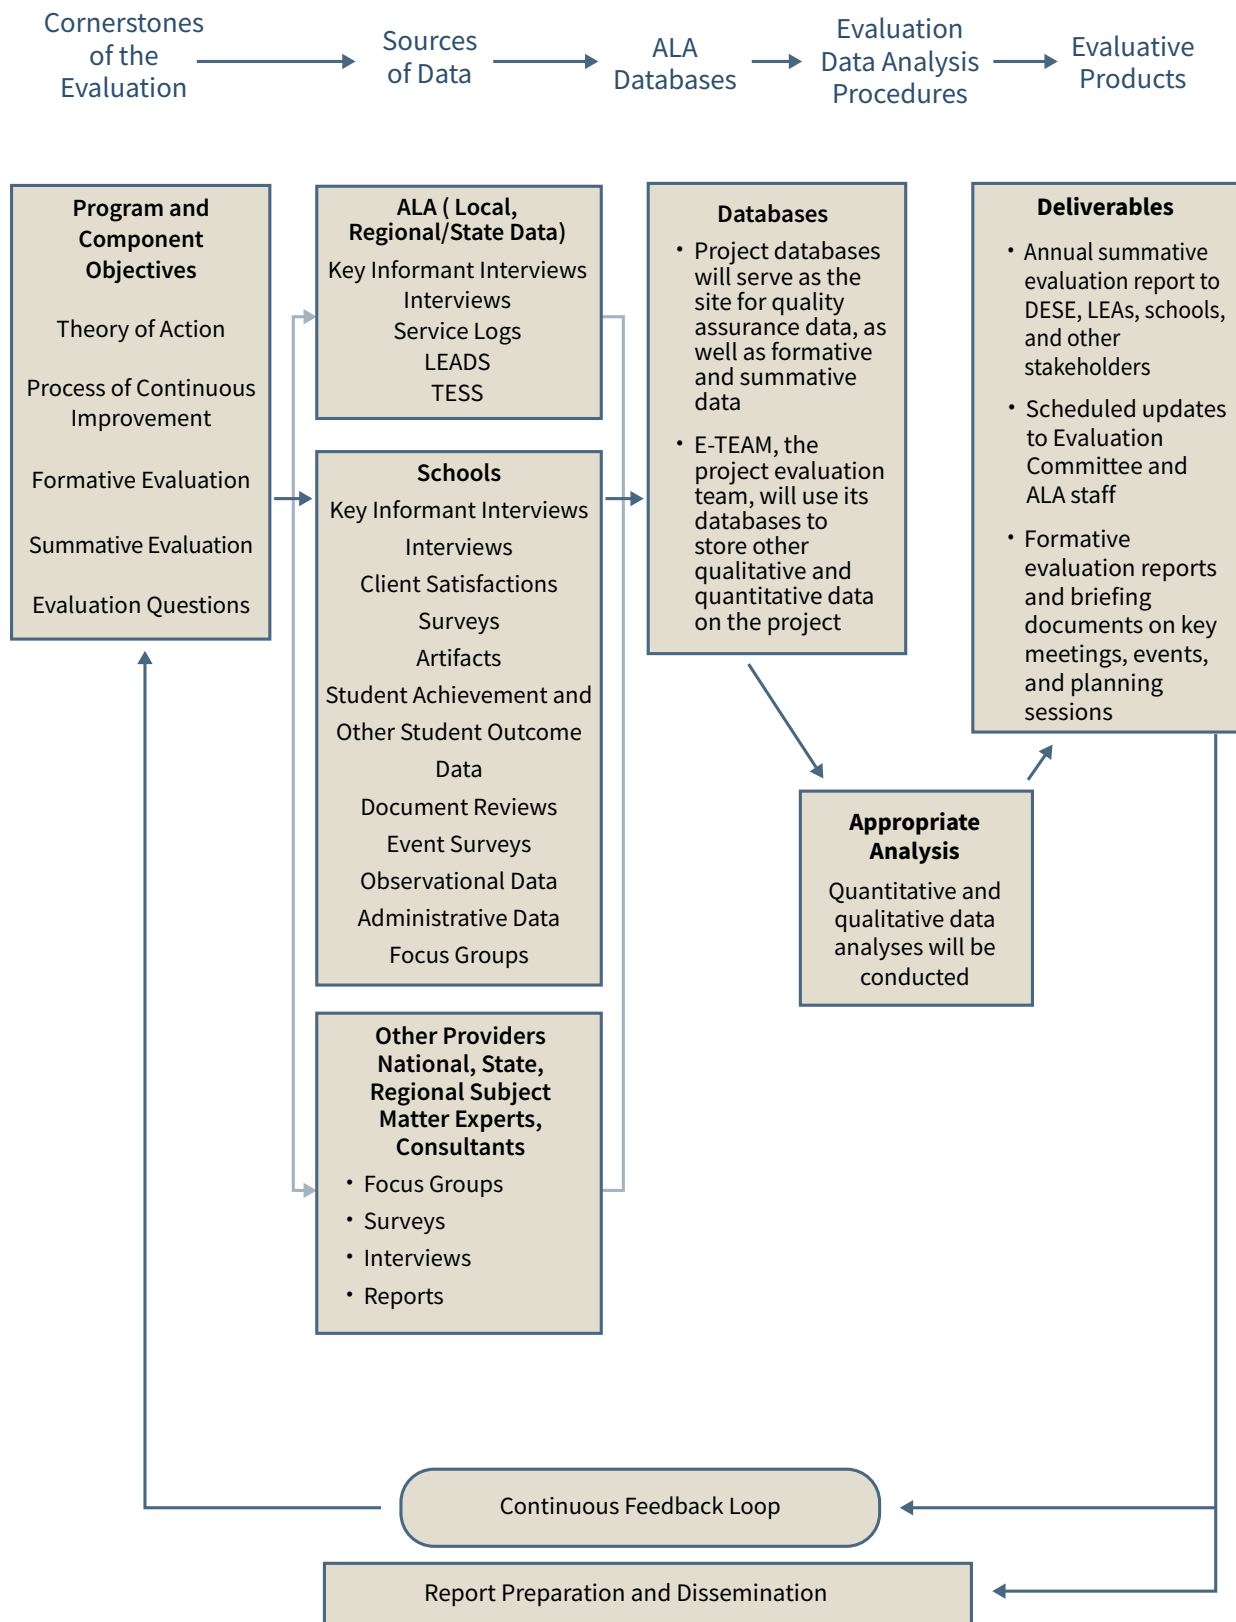 Cornerstones
of the
Evaluation
Sources
of Data
ALA
Databases
Evaluation
Data Analysis
Procedures
Evaluative
Products
Program and
Component
Objectives
Theory of Action
Process of Continuous
Improvement
Formative Evaluation
Summative Evaluation
Evaluation Questions
ALA ( Local,
Regional/State Data)
Key Informant Interviews
Interviews
Service Logs
LEADS
TESS
Schools
Key Informant Interviews
Interviews
Client Satisfactions
Surveys
Artifacts
Student Achievement and
Other Student Outcome
Data
Document Reviews
Event Surveys
Observational Data
Administrative Data
Focus Groups
Other Providers
National, State,
Regional Subject
Matter Experts,
Consultants
• Focus Groups
• Surveys
• Interviews
• Reports
Databases
• Project databases
will serve as the
site for quality
assurance data, as
well as formative
and summative
data
• E-TEAM, the
project evaluation
team, will use its
databases to
store other
qualitative and
quantitative data
on the project
Appropriate
Analysis
Quantitative and
qualitative data
analyses will be
conducted
Deliverables
• Annual summative
evaluation report to
DESE, LEAs, schools,
and other
stakeholders
• Scheduled updates
to Evaluation
Committee and
ALA staff
• Formative
evaluation reports
and briefing
documents on key
meetings, events,
and planning
sessions
Continuous Feedback Loop
Report Preparation and Dissemination